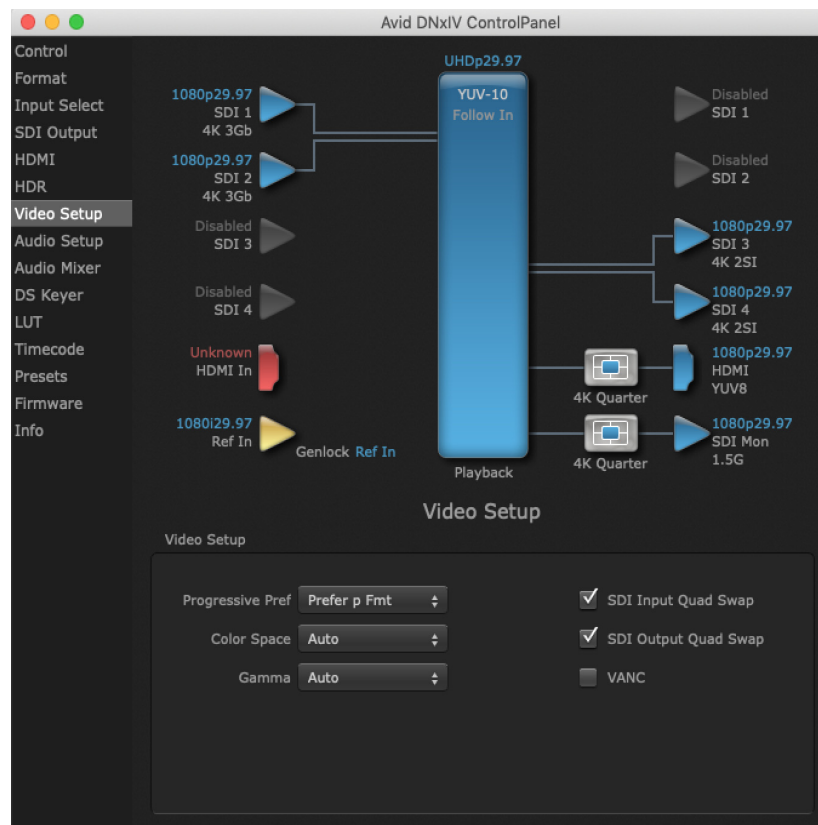 Avid DNxIV ControlPanel
Control
Format
Input Select
SDI Output
HDMI
HDR
Video Setup
Audio Setup
Audio Mixer
DS Keyer
LUT
Timecode
Presets
Firmware
Info
1080p29.97
SDI 1
4K 3Gb
1080p29.97
SDI 2
4K 3Gb
Disabled
SDI 3
Disabled
SDI 4
Unknown
HDMI In
1080i29.97
Ref In
Genlock Ref In
UHDp29.97
YUV-10
Follow In
Playback
Disabled
SDI 1
Disabled
SDI 2
1080p29.97
SDI 3
4K 2SI
1080p29.97
SDI 4
4K 2SI
4K Quarter
1080p29.97
HDMI
YUV8
4K Quarter
1080p29.97
SDI Mon
1.5G
Video Setup
Video Setup
Progressive Pref Prefer p Fmt
SDI Input Quad Swap
Color Space Auto
SDI Output Quad Swap
Gamma Auto
VANC